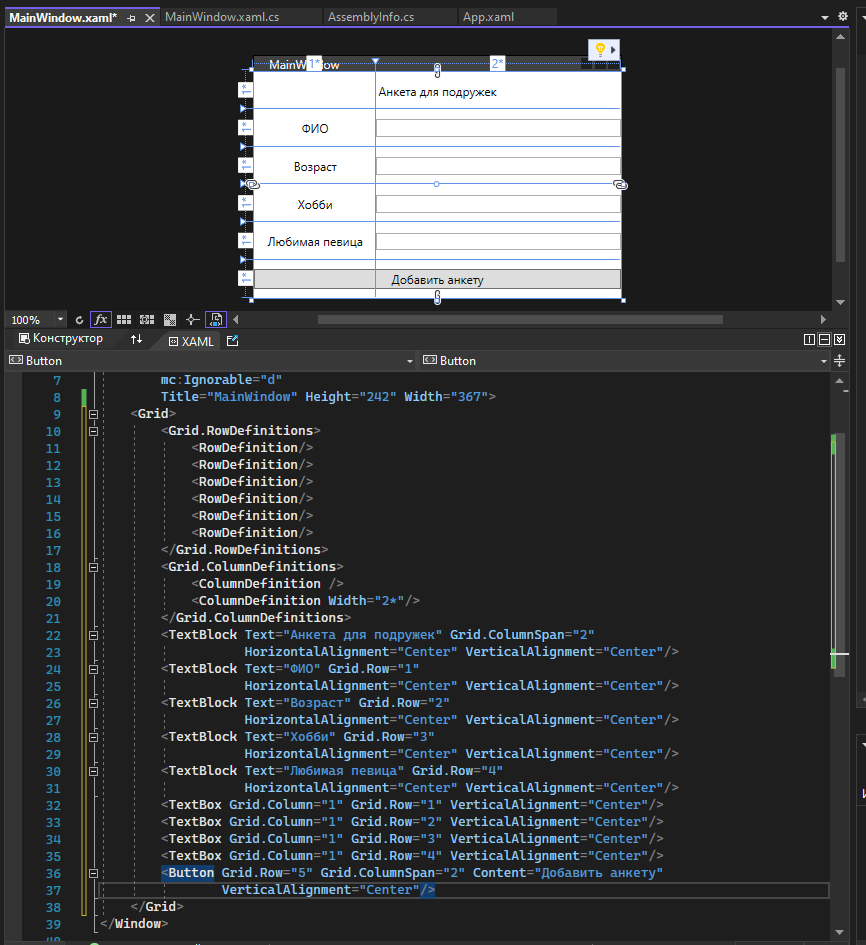 MainWindow.xaml* MainWindow.xaml.cs AssemblyInfo.cs App.xaml
MainWindow
1* 2*
1* Анкета для подружек
1* ФИО
1* Возраст
1* Хобби
1* Любимая певица
1* Добавить анкету
100% fx
Конструктор XAML
Button Button
7 mc:Ignorable="d"
8 Title="MainWindow" Height="242" Width="367">
9 <Grid>
10 <Grid.RowDefinitions>
11 <RowDefinition/>
12 <RowDefinition/>
13 <RowDefinition/>
14 <RowDefinition/>
15 <RowDefinition/>
16 <RowDefinition/>
17 </Grid.RowDefinitions>
18 <Grid.ColumnDefinitions>
19 <ColumnDefinition />
20 <ColumnDefinition Width="2*"/>
21 </Grid.ColumnDefinitions>
22 <TextBlock Text="Анкета для подружек" Grid.ColumnSpan="2"
23 HorizontalAlignment="Center" VerticalAlignment="Center"/>
24 <TextBlock Text="ФИО" Grid.Row="1"
25 HorizontalAlignment="Center" VerticalAlignment="Center"/>
26 <TextBlock Text="Возраст" Grid.Row="2"
27 HorizontalAlignment="Center" VerticalAlignment="Center"/>
28 <TextBlock Text="Хобби" Grid.Row="3"
29 HorizontalAlignment="Center" VerticalAlignment="Center"/>
30 <TextBlock Text="Любимая певица" Grid.Row="4"
31 HorizontalAlignment="Center" VerticalAlignment="Center"/>
32 <TextBox Grid.Column="1" Grid.Row="1" VerticalAlignment="Center"/>
33 <TextBox Grid.Column="1" Grid.Row="2" VerticalAlignment="Center"/>
34 <TextBox Grid.Column="1" Grid.Row="3" VerticalAlignment="Center"/>
35 <TextBox Grid.Column="1" Grid.Row="4" VerticalAlignment="Center"/>
36 <Button Grid.Row="5" Grid.ColumnSpan="2" Content="Добавить анкету"
37 VerticalAlignment="Center"/>
38 </Grid>
39 </Window>
40